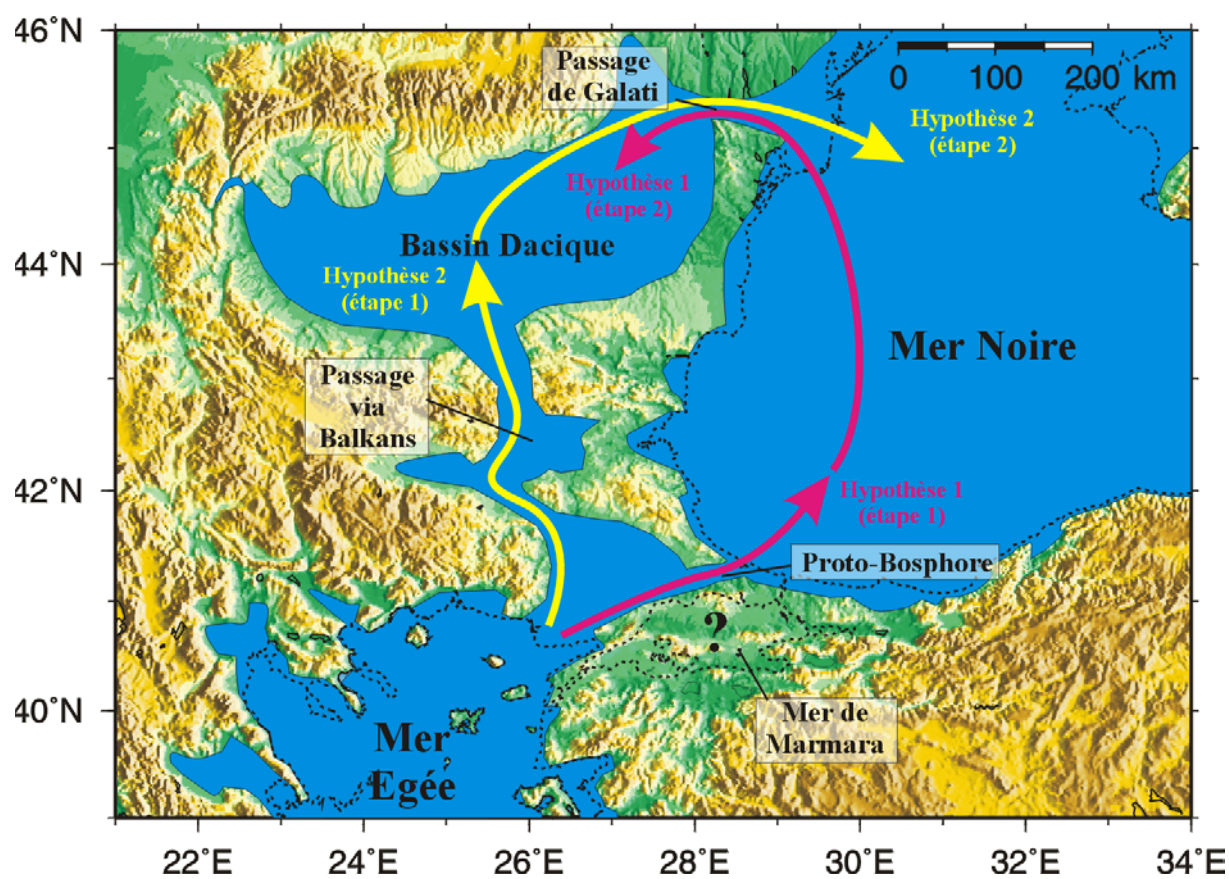 46°N
44°N
42°N
40°N
22°E
24°E
26°E
28°E
30°E
32°E
34°E
0
100
200 km
Passage
de Galati
Hypothèse 2
(étape 2)
Hypothèse 1
(étape 2)
Bassin Dacique
Hypothèse 2
(étape 1)
Mer Noire
Passage
via
Balkans
Hypothèse 1
(étape 1)
Proto-Bosphore
?
Mer de
Marmara
Mer
Egée